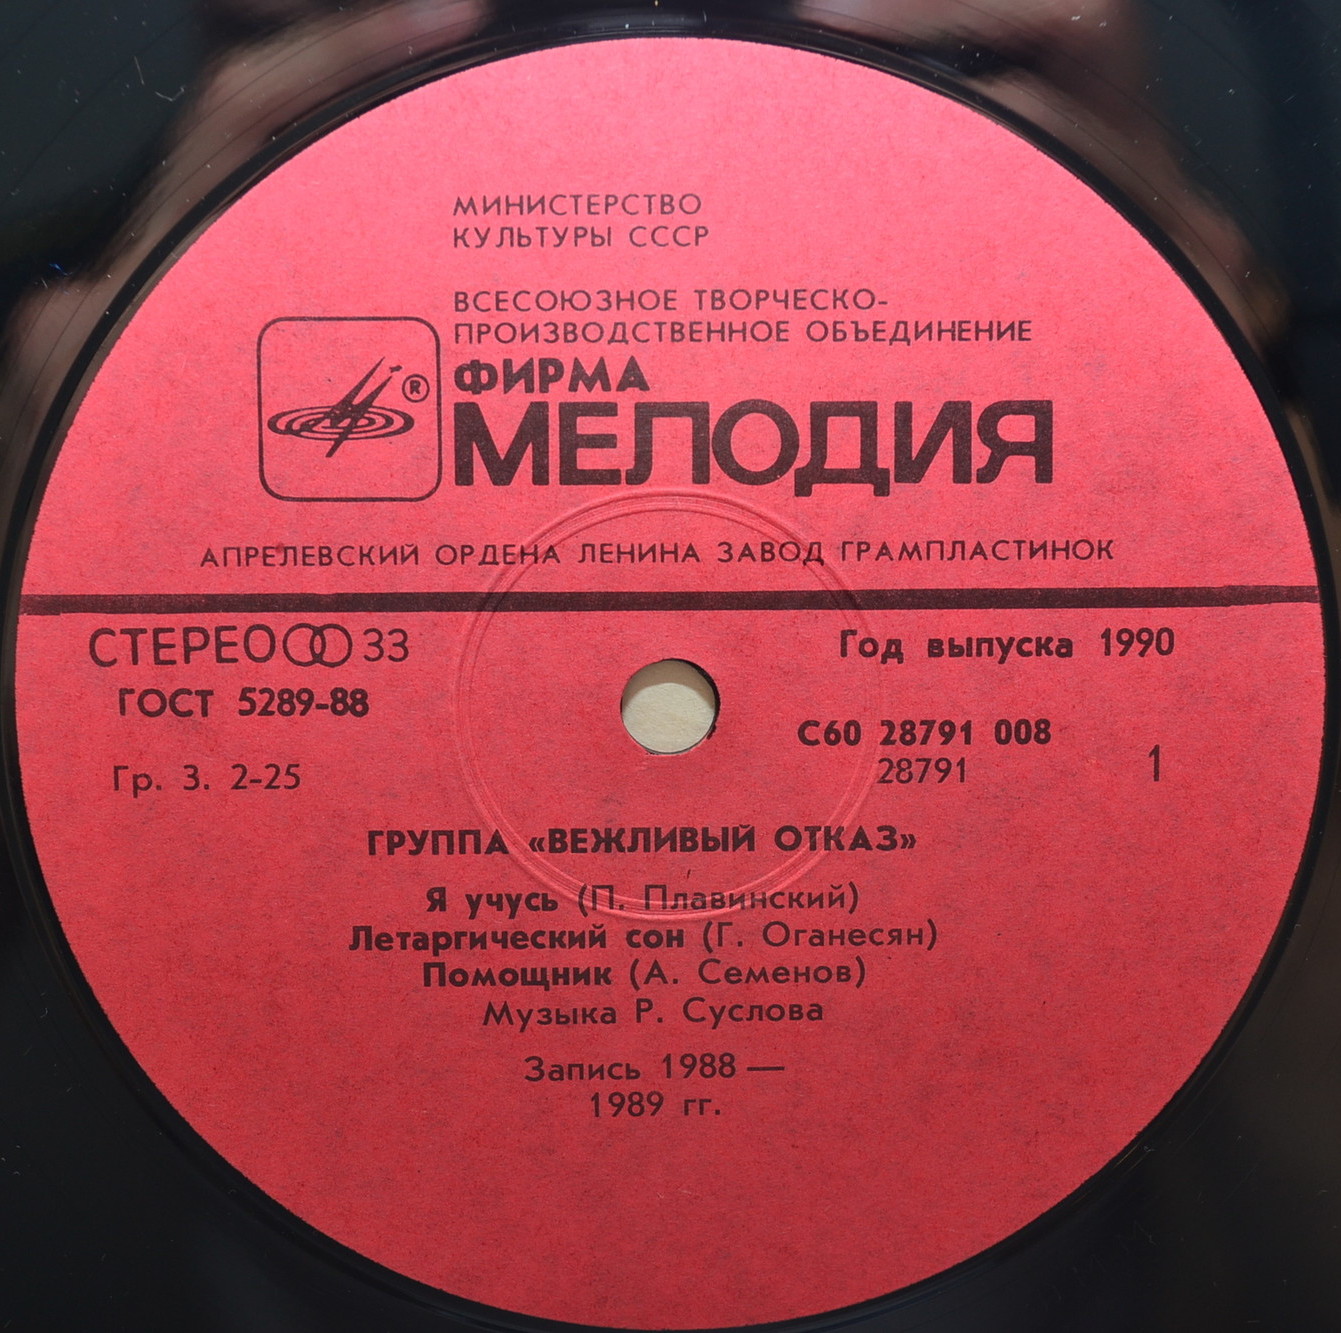 МИНИСТЕРСТВО
КУЛЬТУРЫ СССР
ВСЕСОЮЗНОЕ ТВОРЧЕСКО-
ПРОИЗВОДСТВЕННОЕ ОБЪЕДИНЕНИЕ
ФИРМА
®
МЕЛОДИЯ
АПРЕЛЕВСКИЙ ОРДЕНА ЛЕНИНА ЗАВОД ГРАМПЛАСТИНОК
СТЕРЕО 33
Год выпуска 1990
ГОСТ 5289-88
С60 28791 008
Гр. 3. 2-25
28791
1
ГРУППА «ВЕЖЛИВЫЙ ОТКАЗ»
Я учусь (П. Плавинский)
Летаргический сон (Г. Оганесян)
Помощник (А. Семенов)
Музыка Р. Суслова
Запись 1988 —
1989 гг.